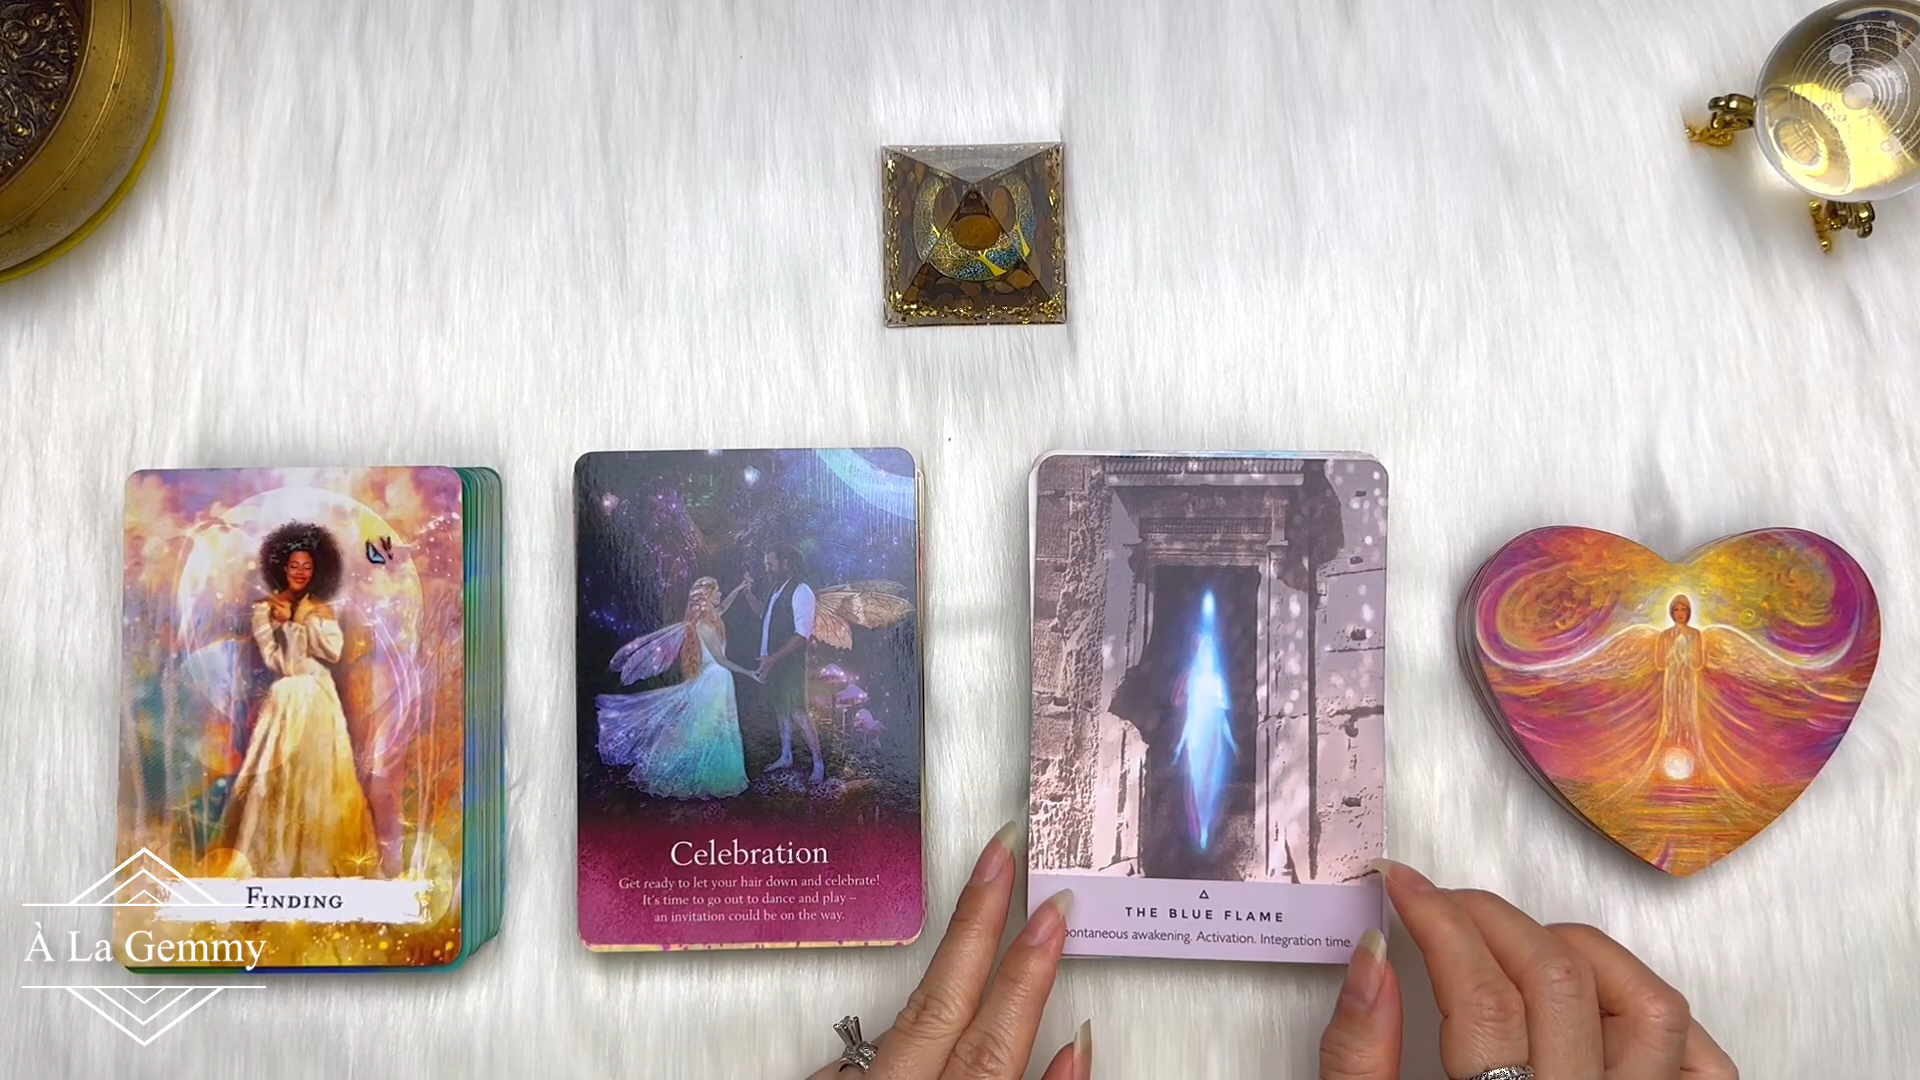 FINDING
À La Gemmy
Celebration
Get ready to let your hair down and celebrate!
It's time to go out to dance and play –
an invitation could be on the way.
THE BLUE FLAME
pontaneous awakening. Activation. Integration time.